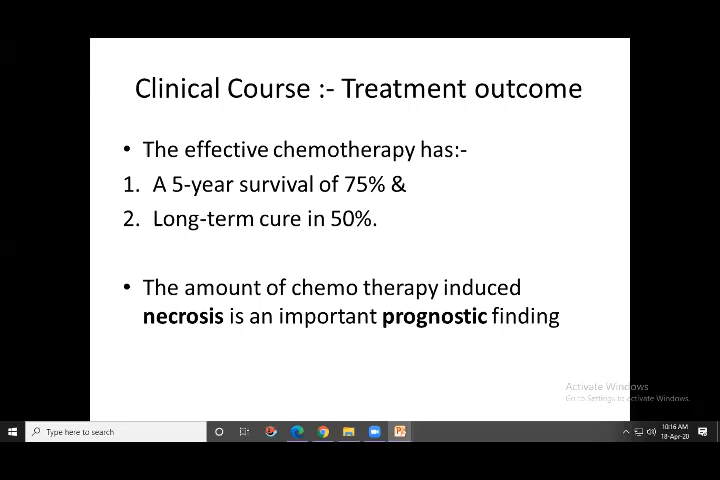 Clinical Course :- Treatment outcome
• The effective chemotherapy has:-
1. A 5-year survival of 75% &
2. Long-term cure in 50%.
• The amount of chemo therapy induced
necrosis is an important prognostic finding
Activate Windows
Go to Settings to activate Windows.
Type here to search
10:16 AM
18-Apr-20